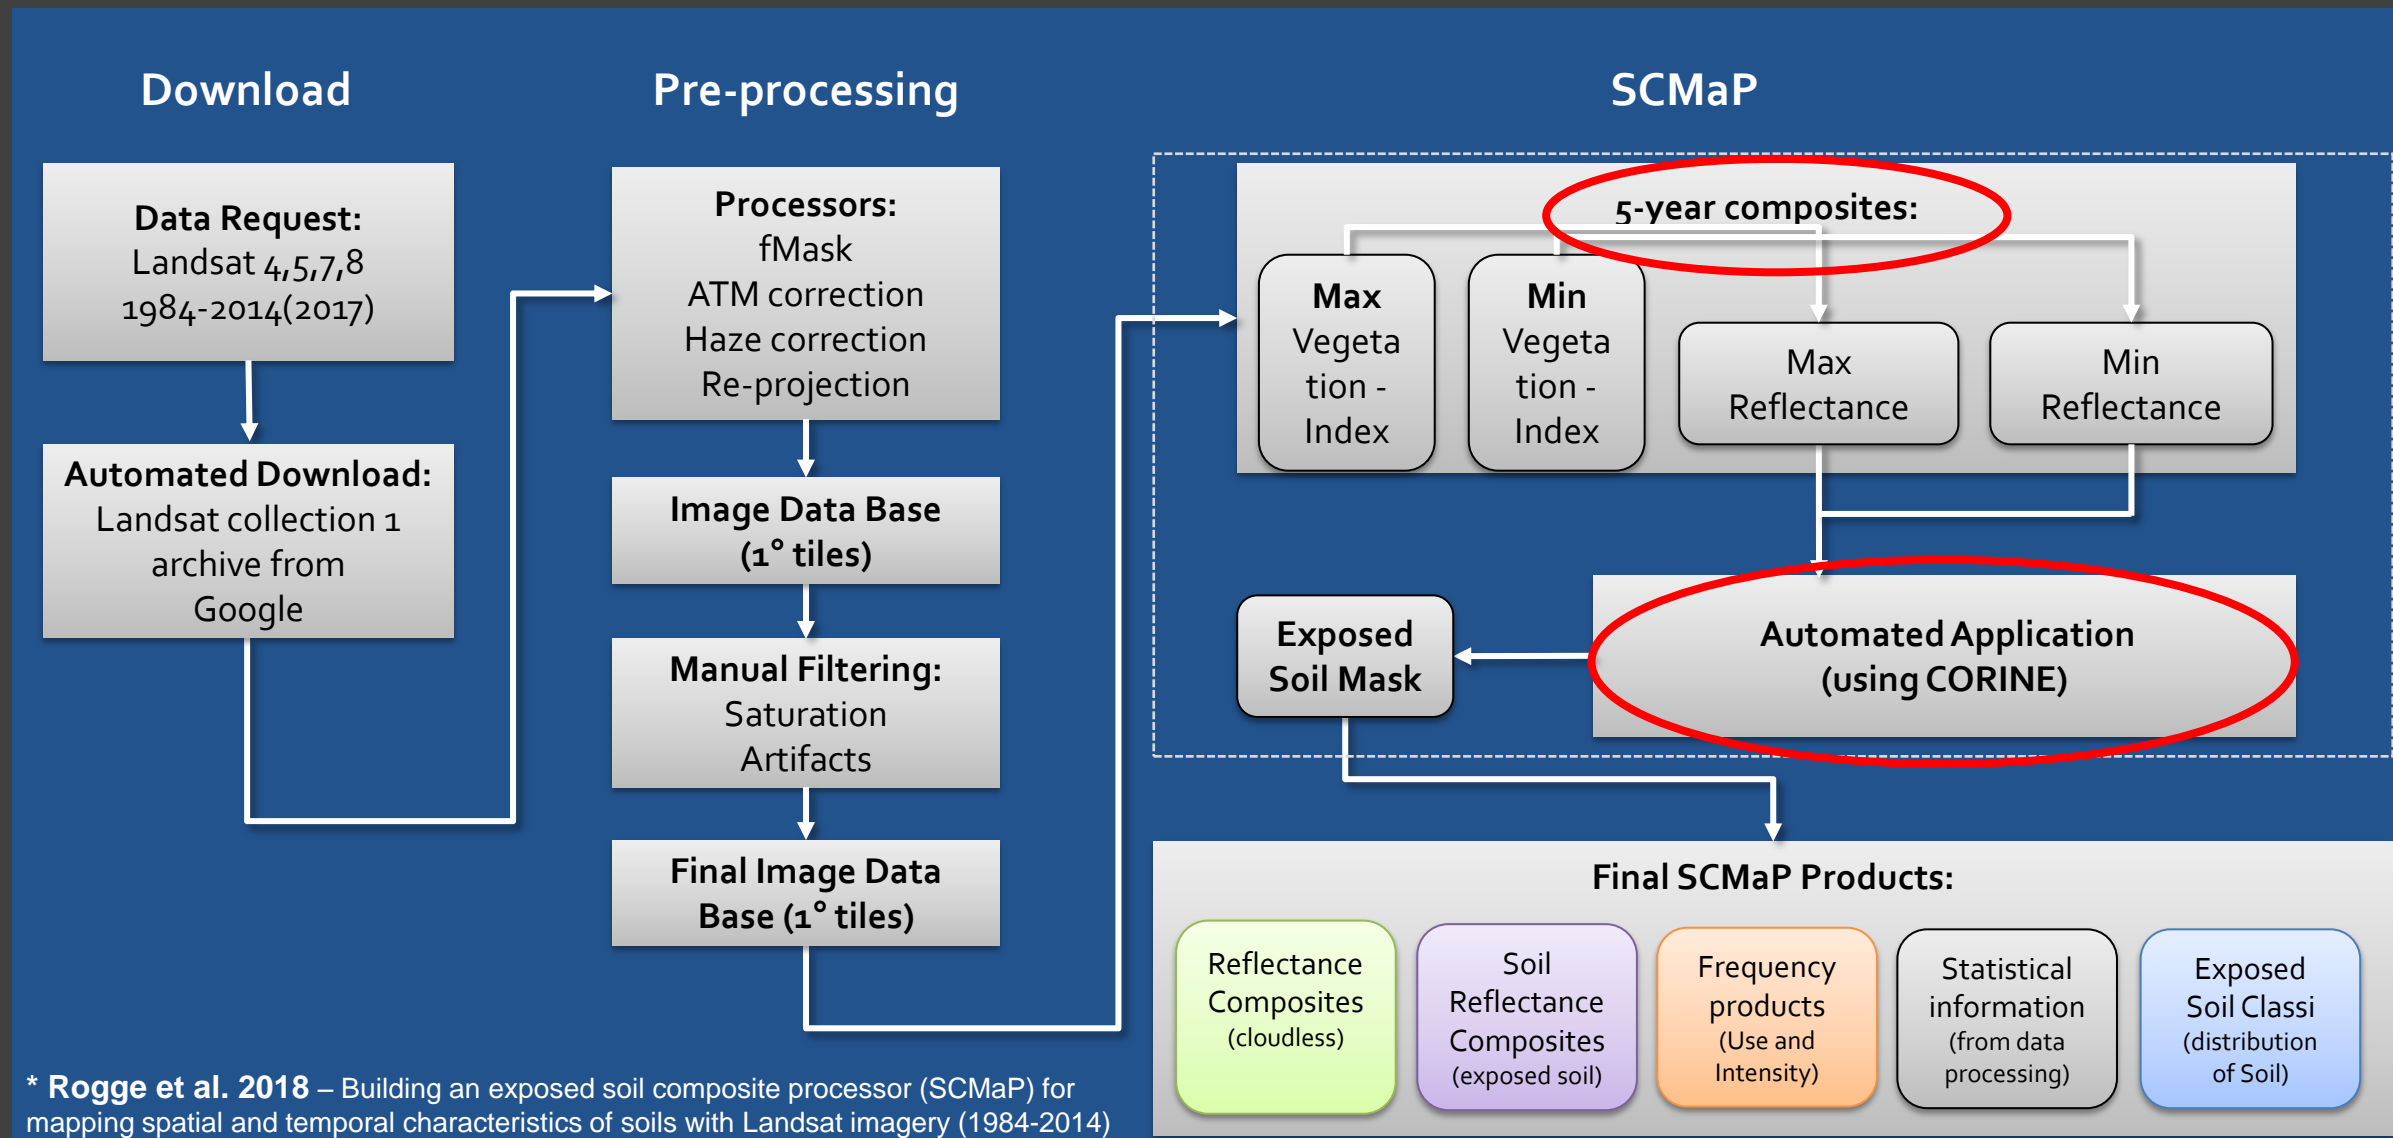 Download
Data Request:
Landsat 4,5,7,8
1984-2014(2017)
Automated Download:
Landsat collection 1
archive from
Google
Pre-processing
Processors:
fMask
ATM correction
Haze correction
Re-projection
Image Data Base
(1° tiles)
Manual Filtering:
Saturation
Artifacts
Final Image Data
Base (1° tiles)
SCMaP
5-year composites:
Max
Vegeta
tion -
Index
Min
Vegeta
tion -
Index
Max
Reflectance
Min
Reflectance
Automated Application
(using CORINE)
Exposed
Soil Mask
Final SCMaP Products:
Reflectance
Composites
(cloudless)
Soil
Reflectance
Composites
(exposed soil)
Frequency
products
(Use and
Intensity)
Statistical
information
(from data
processing)
Exposed
Soil Classi
(distribution
of Soil)
* Rogge et al. 2018 – Building an exposed soil composite processor (SCMaP) for
mapping spatial and temporal characteristics of soils with Landsat imagery (1984-2014)